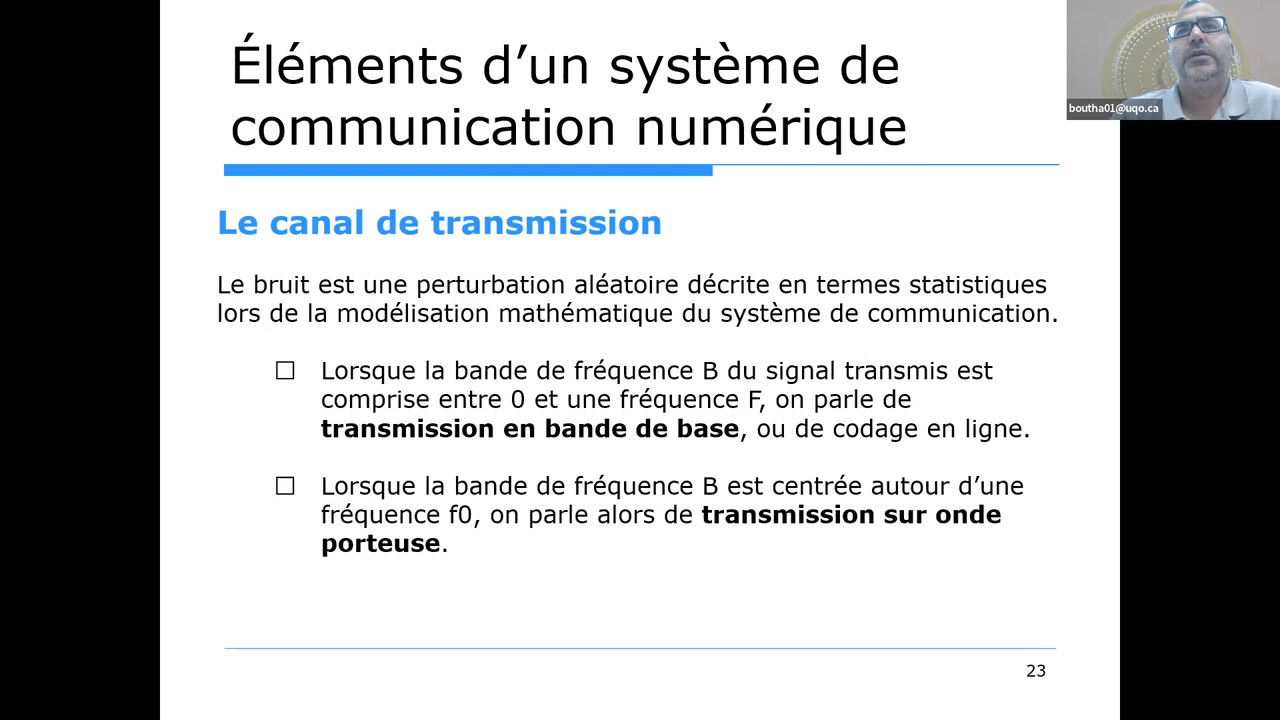 Éléments d’un système de
communication numérique
boutha01@uqo.ca
Le canal de transmission
Le bruit est une perturbation aléatoire décrite en termes statistiques
lors de la modélisation mathématique du système de communication.
Lorsque la bande de fréquence B du signal transmis est
comprise entre 0 et une fréquence F, on parle de
transmission en bande de base, ou de codage en ligne.
Lorsque la bande de fréquence B est centrée autour d’une
fréquence f0, on parle alors de transmission sur onde
porteuse.
23